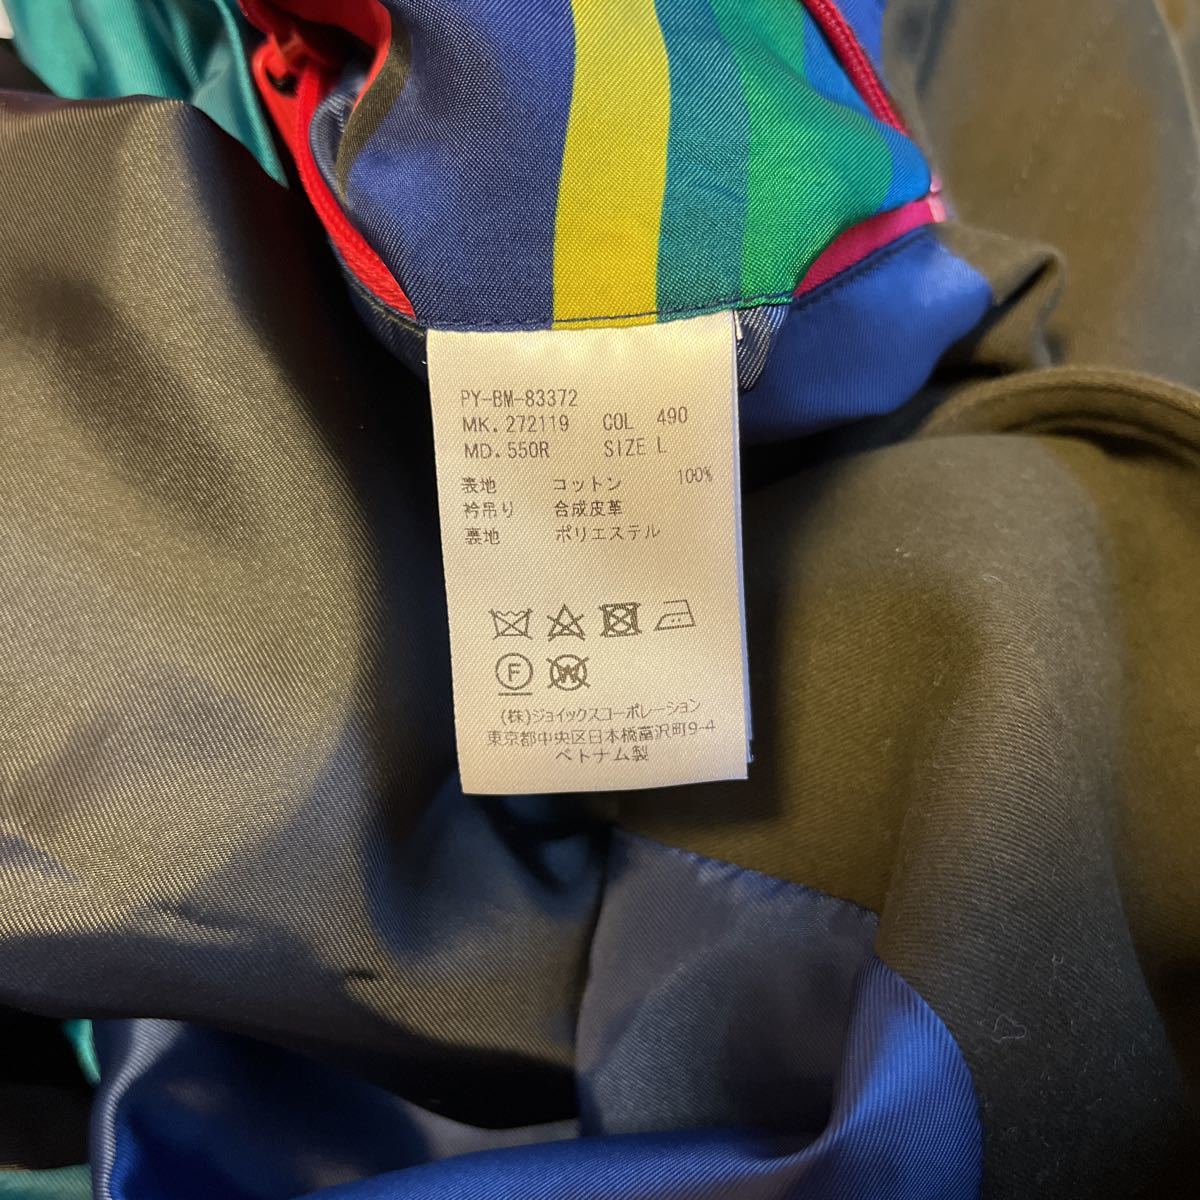 PY-BM-83372
MK. 272119 COL 490
MD. 550R SIZE L
表地 コットン 100%
衿吊り 合成皮革
裏地 ポリエステル
F W
(株)ジョイックスコーポレーション
東京都中央区日本橋富沢町9-4
ベトナム製